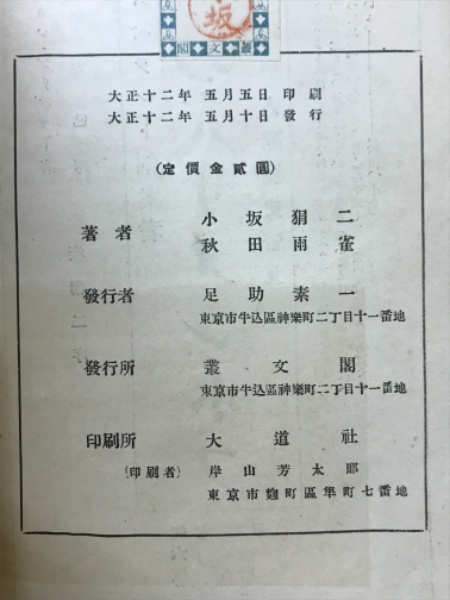 坂
閣文叢
大正十二年 五月五日 印刷
大正十二年 五月十日 發行
(定價金貳圓)
著者
小坂狷二
秋田雨雀
發行者 足助素一
東京市牛込區神樂町二丁目十一番地
發行所 叢文閣
東京市牛込區神樂町二丁目十一番地
印刷所 大道社
(印刷者) 岸山芳太郎
東京市麴町區隼町七番地